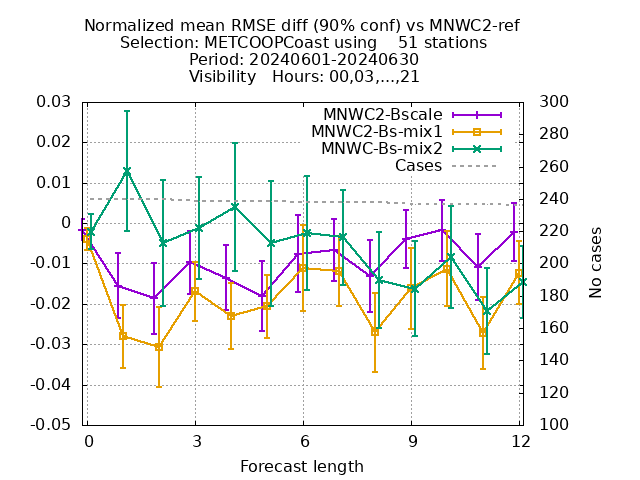 Normalized mean RMSE diff (90% conf) vs MNWC2-ref
Selection: METCOOPCoast using    51 stations
Period: 20240601-20240630
Visibility   Hours: 00,03,...,21
MNWC2-Bscale
MNWC2-Bs-mix1
MNWC-Bs-mix2
Cases
0.03
0.02
0.01
0
-0.01
-0.02
-0.03
-0.04
-0.05
300
280
260
240
220
200
180
160
140
120
100
No cases
0 3 6 9 12
Forecast length